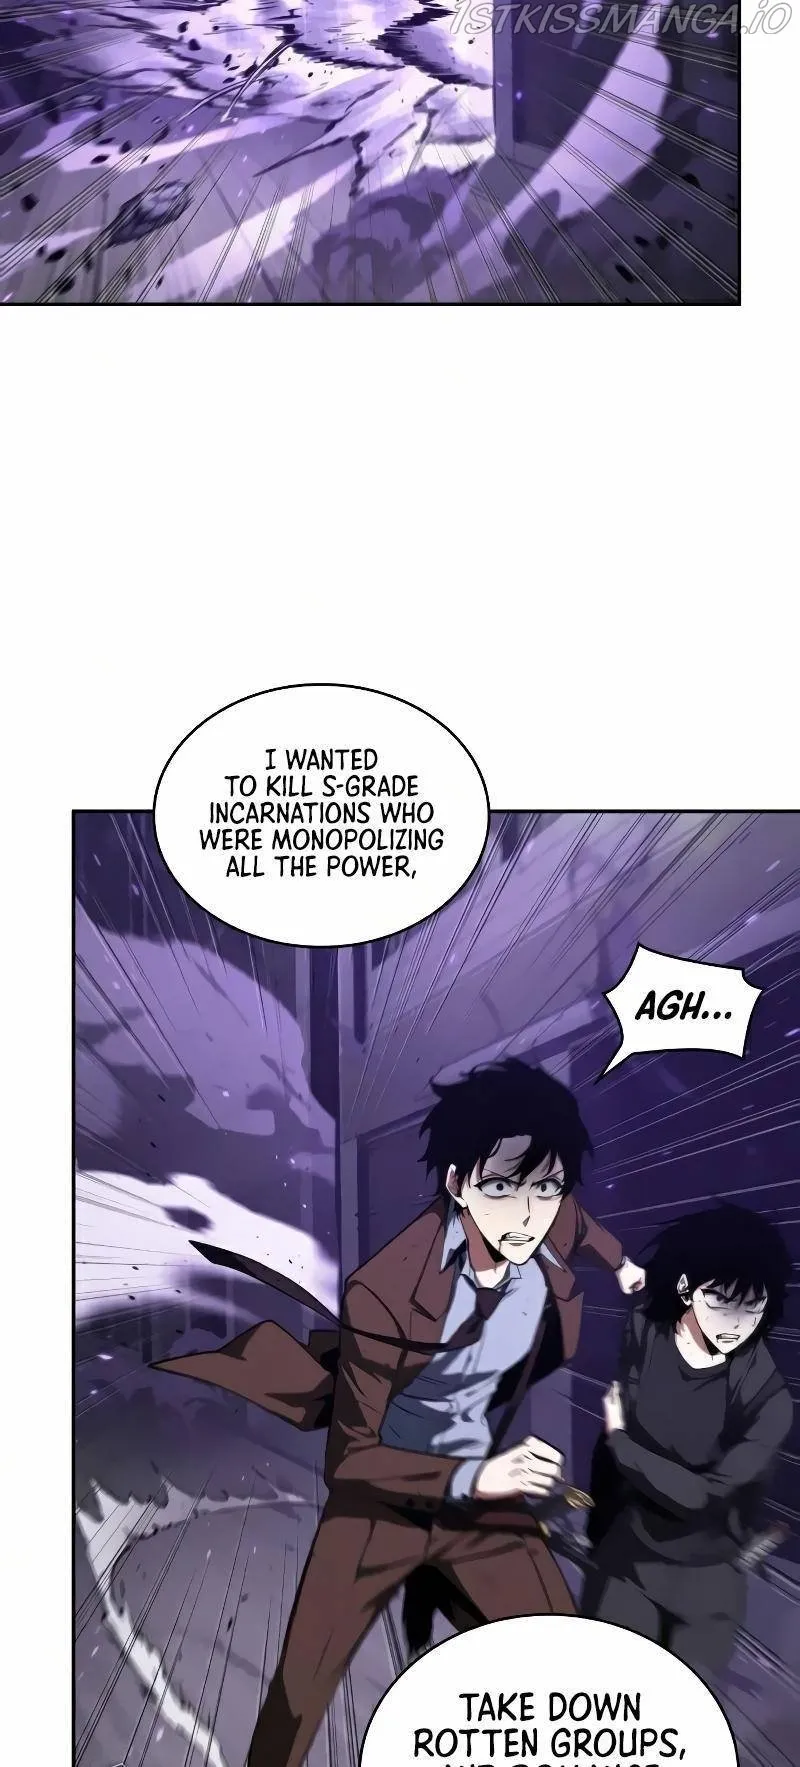 1STKISSMANGA.IO
I WANTED
TO KILL S-GRADE
INCARNATIONS WHO
WERE MONOPOLIZING
ALL THE POWER,
AGH...
TAKE DOWN
ROTTEN GROUPS,